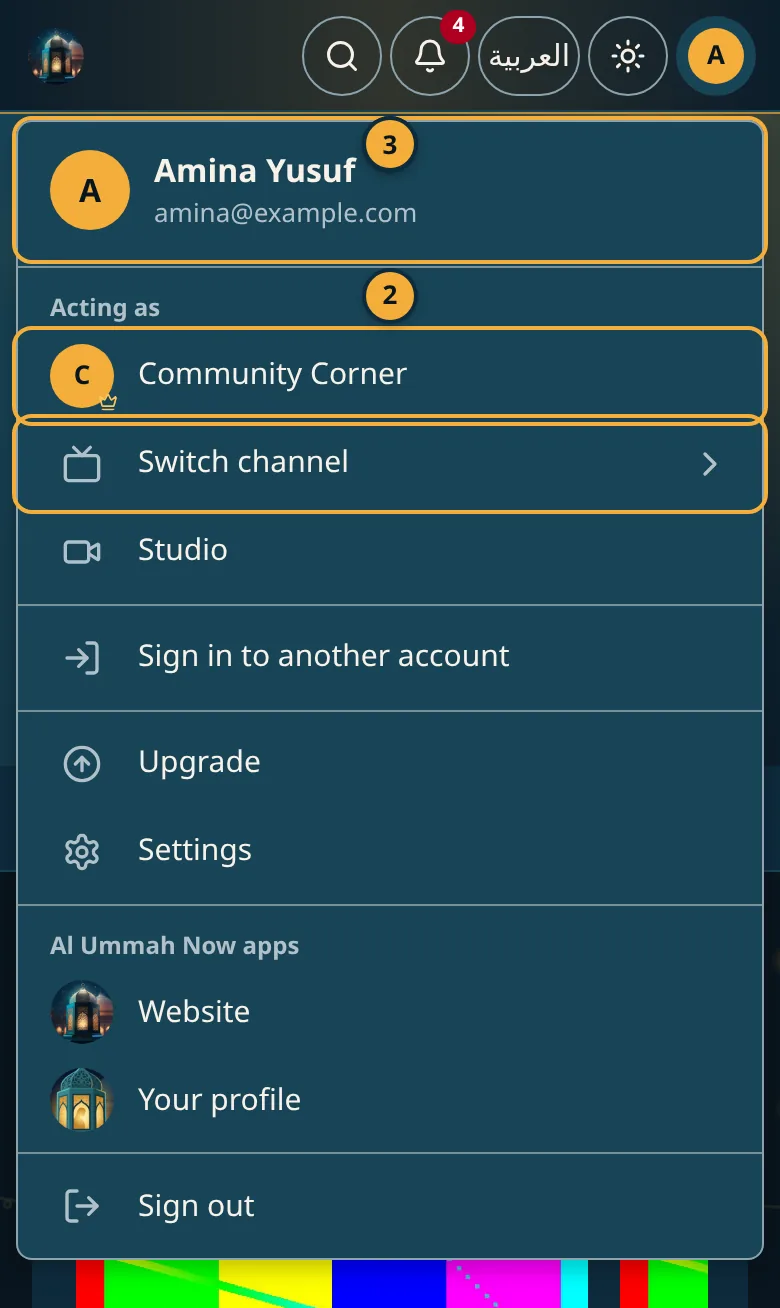 4
العربية
A
3
A
Amina Yusuf
amina@example.com
2
Acting as
C
Community Corner
Switch channel
Studio
Sign in to another account
Upgrade
Settings
Al Ummah Now apps
Website
Your profile
Sign out